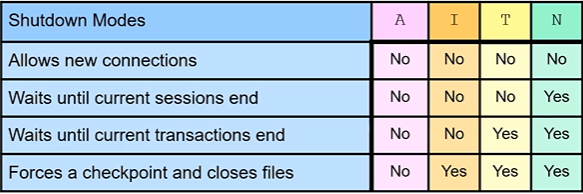 Shutdown Modes A I T N
Allows new connections No No No No
Waits until current sessions end No No No Yes
Waits until current transactions end No No Yes Yes
Forces a checkpoint and closes files No Yes Yes Yes